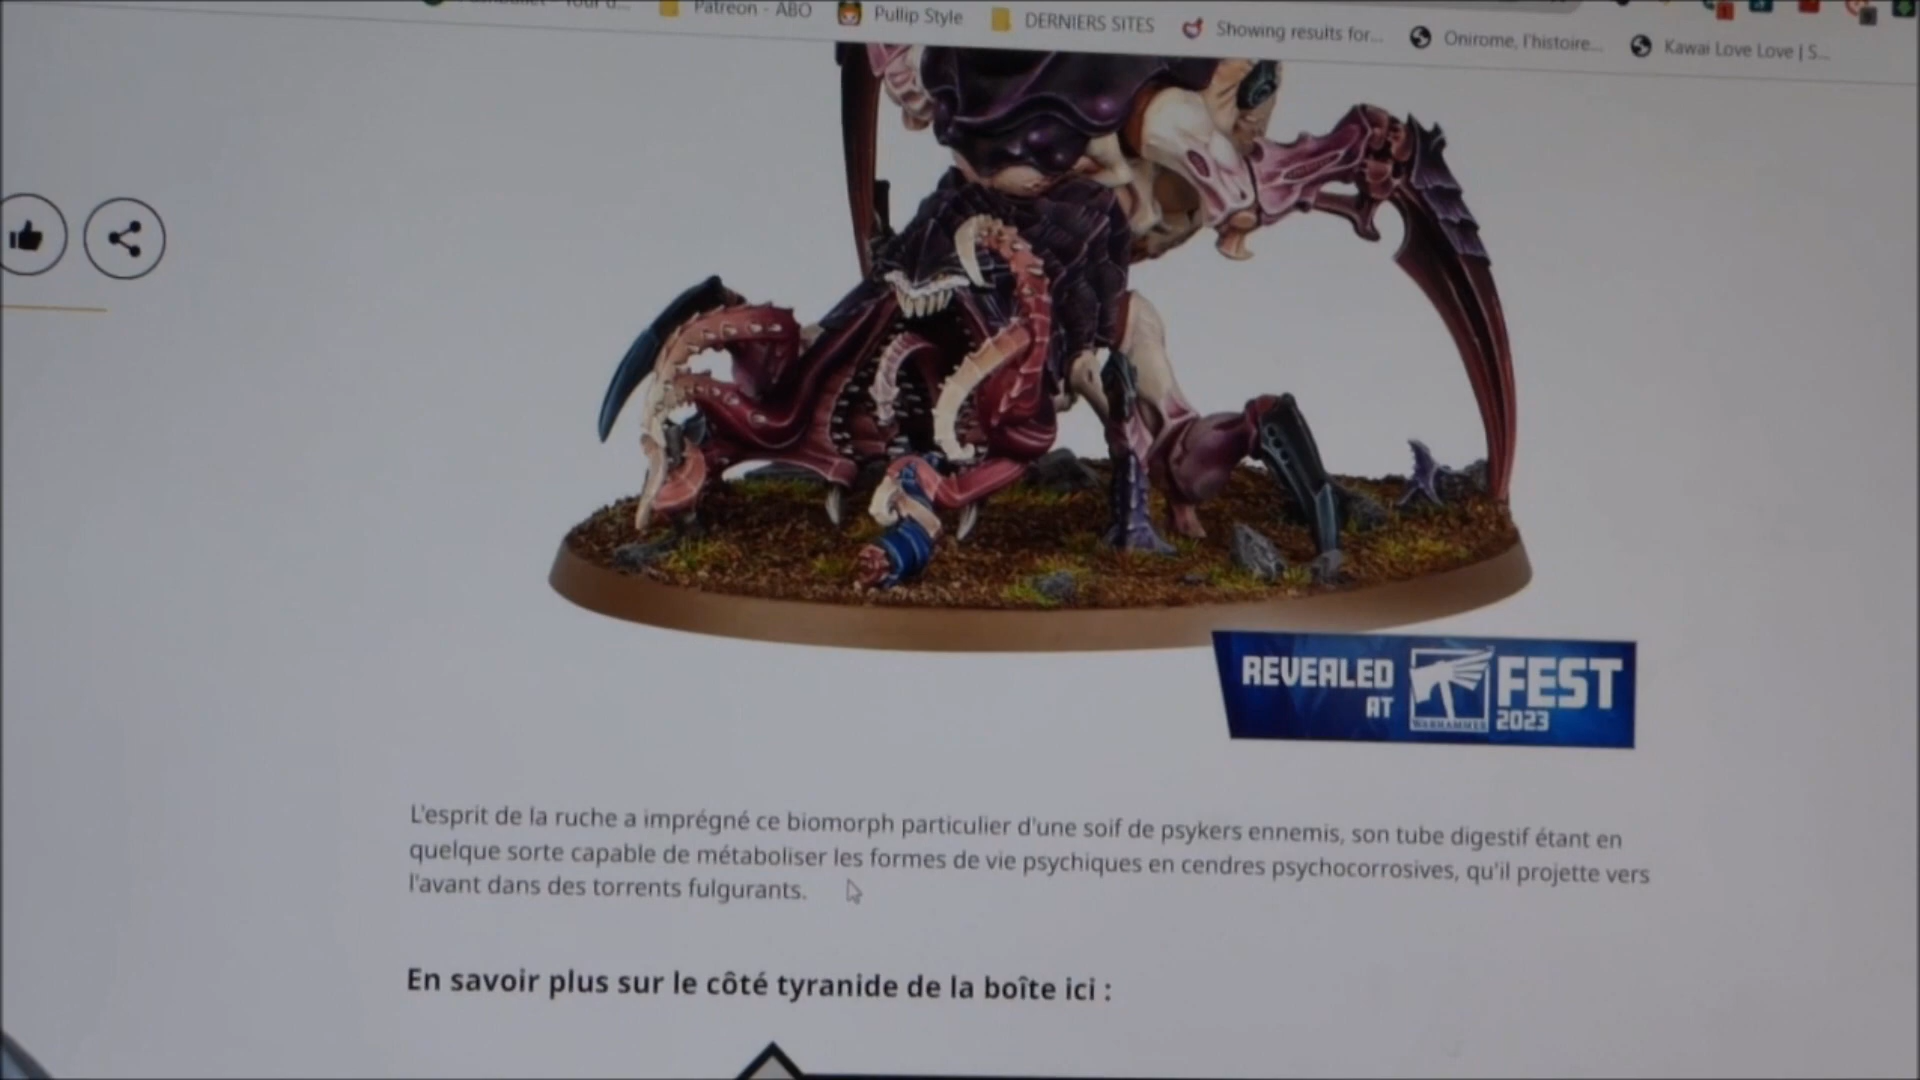 Patreon - ABO
Pullip Style
DERNIERS SITES
Showing results for...
Onirome, l'histoire...
Kawai Love Love | S...
REVEALED
AT
WARHAMMER
FEST
2023
L'esprit de la ruche a imprégné ce biomorph particulier d'une soif de psykers ennemis, son tube digestif étant en
quelque sorte capable de métaboliser les formes de vie psychiques en cendres psychocorrosives, qu'il projette vers
l'avant dans des torrents fulgurants.
En savoir plus sur le côté tyranide de la boîte ici :